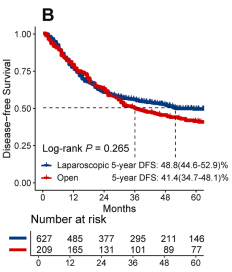 B
Disease-free Survival
1.00
0.75
0.50
0.25
0.00
Log-rank P = 0.265
Laparoscopic 5-year DFS: 48.8(44.6-52.9)%
Open 5-year DFS: 41.4(34.7-48.1)%
0 12 24 36 48 60
Months
Number at risk
627 485 377 295 211 146
209 165 131 101 89 77
0 12 24 36 48 60